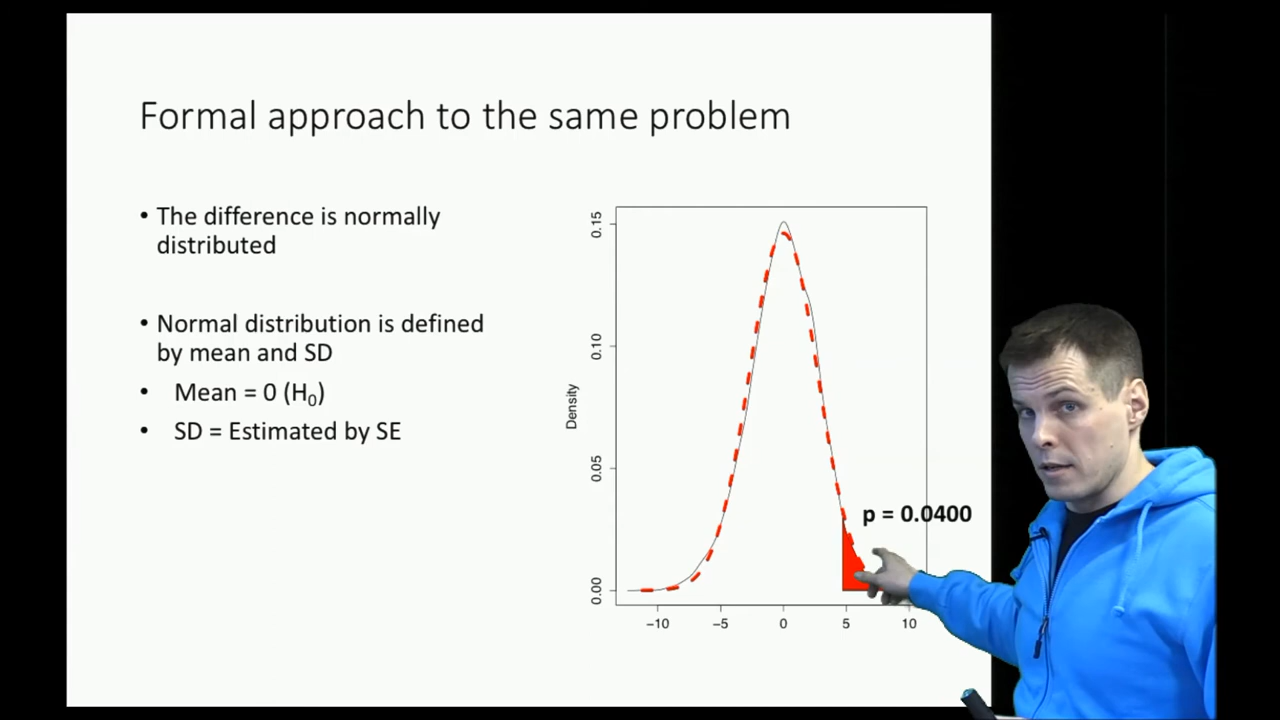 Formal approach to the same problem
• The difference is normally
distributed
• Normal distribution is defined
by mean and SD
• Mean = 0 (H₀)
• SD = Estimated by SE
Density
0.15
0.10
0.05
0.00
p = 0.0400
−10
−5
0
5
10